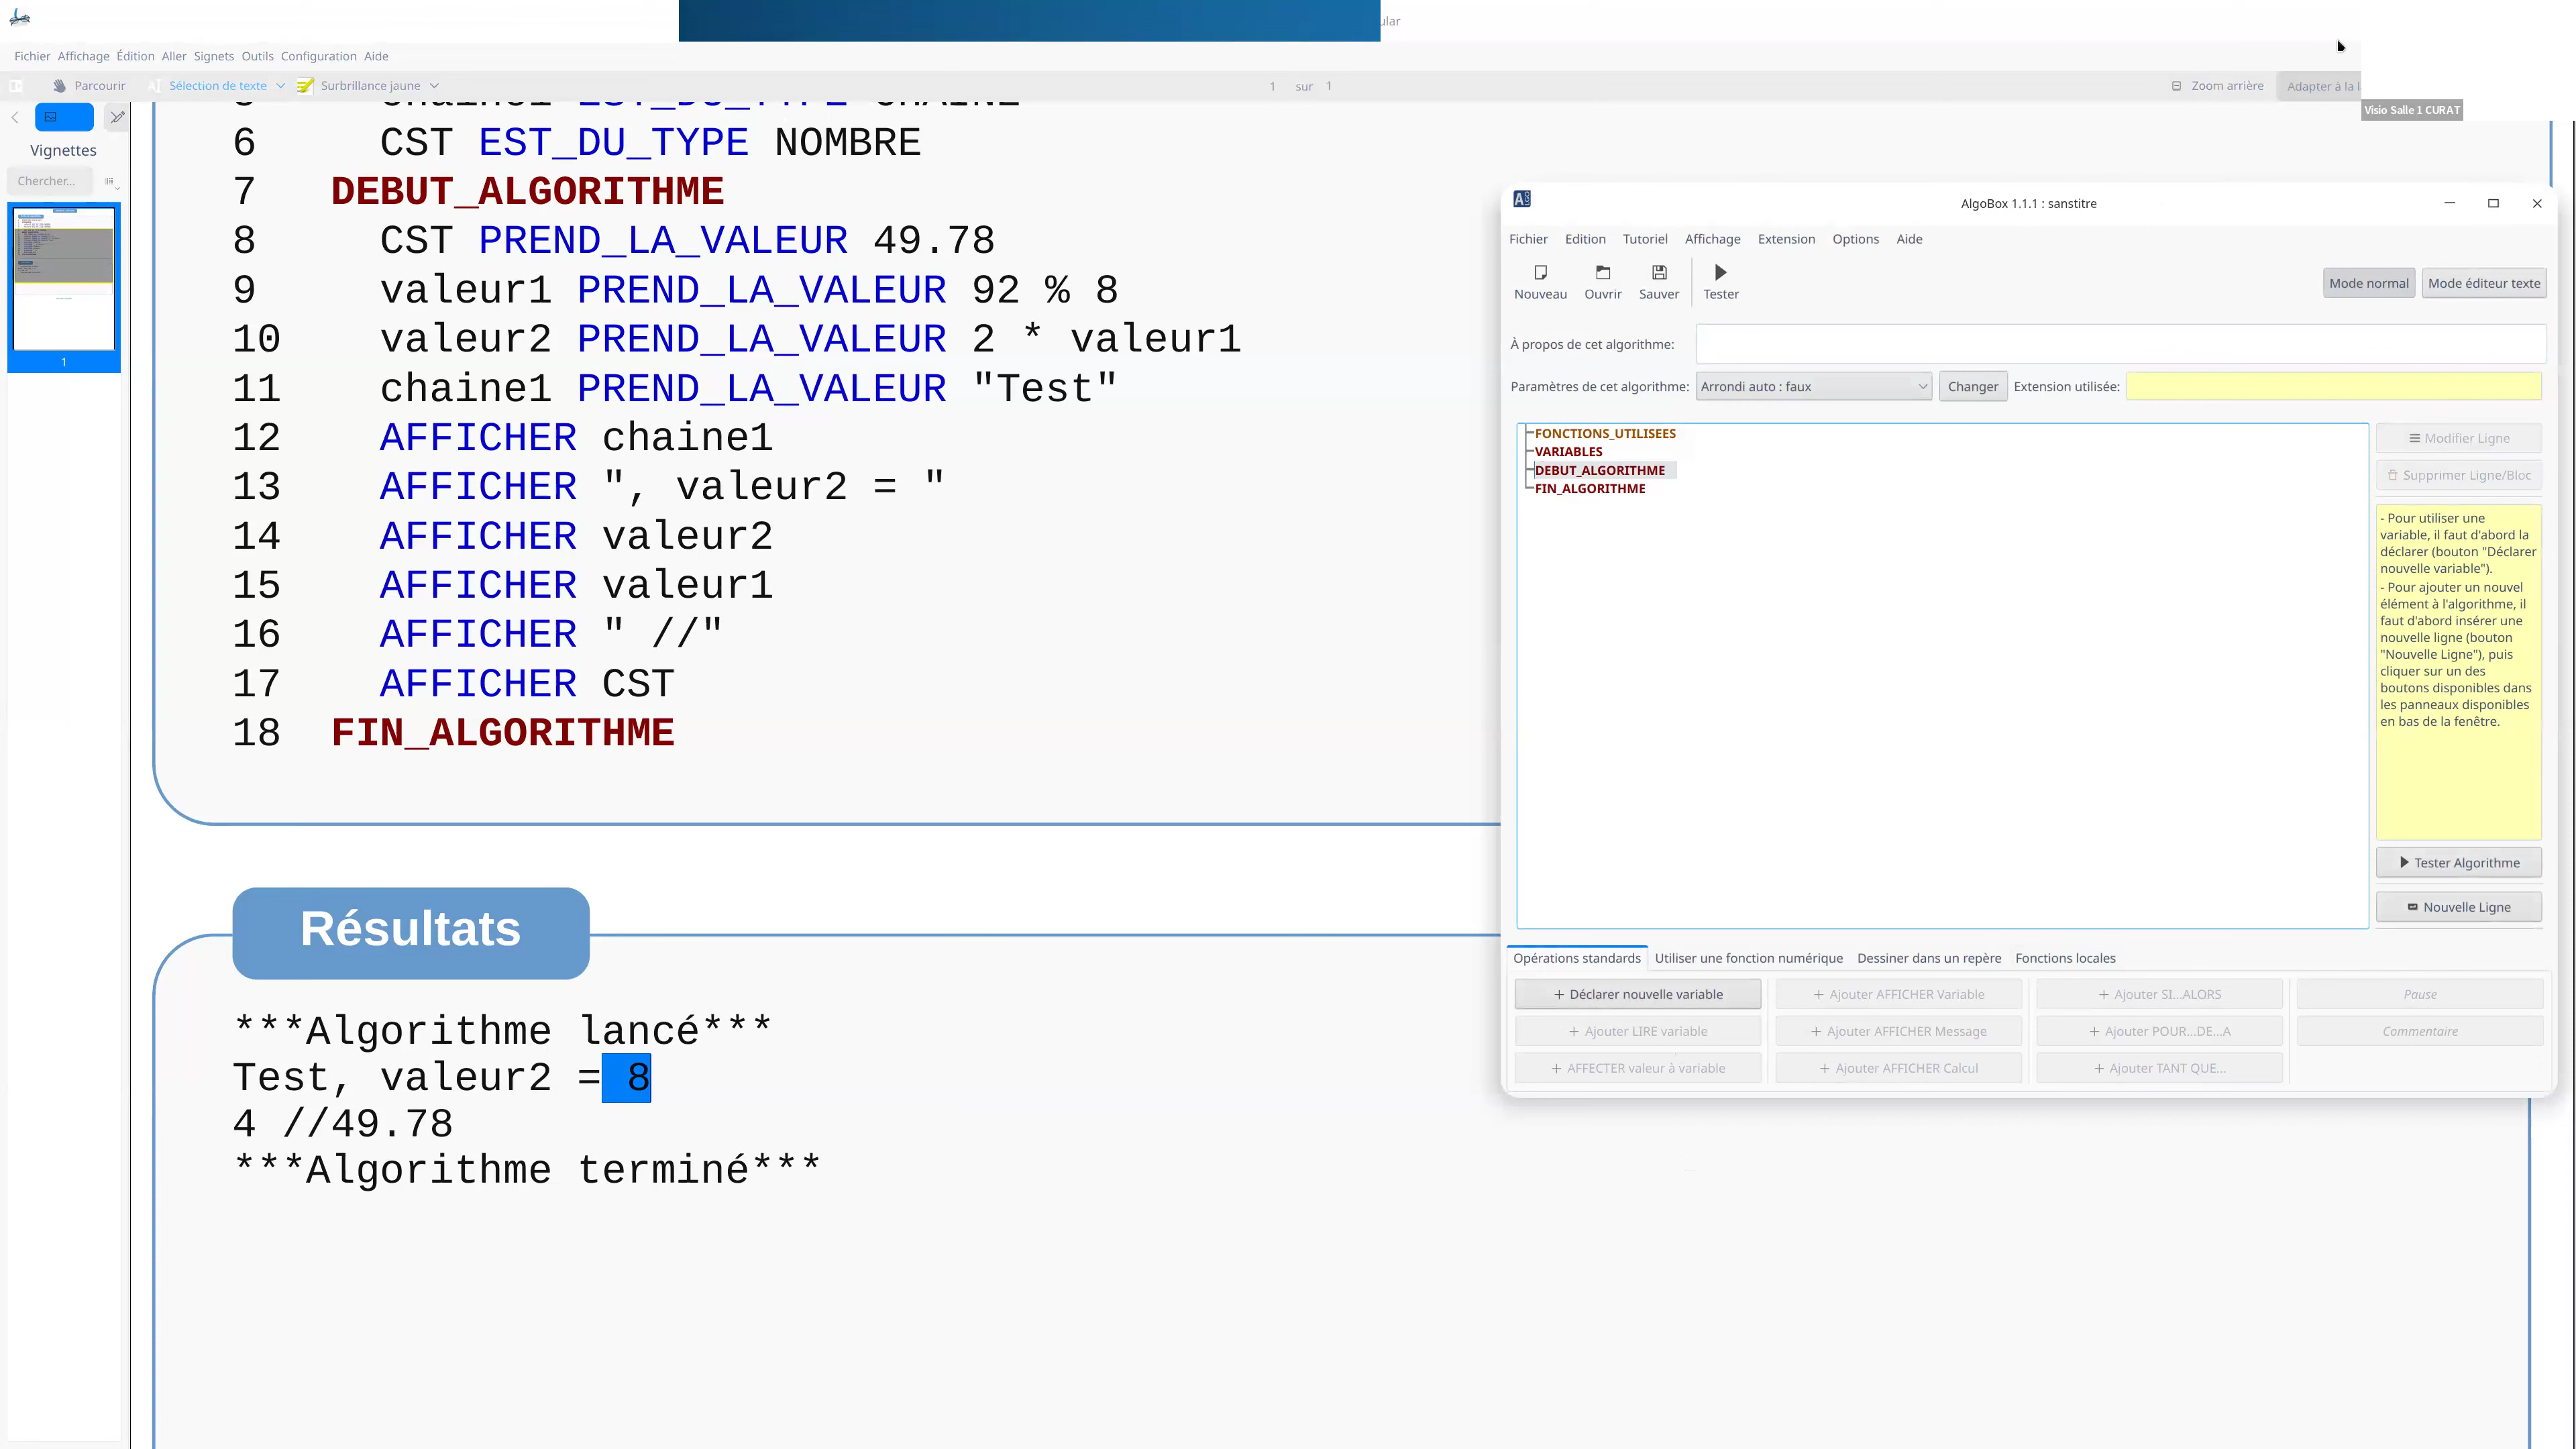 ular
Fichier Affichage Édition Aller Signets Outils Configuration Aide
Parcourir Sélection de texte Surbrillance jaune 1 sur 1 Zoom arrière Adapter à la l
Visio Salle 1 CURAT
Vignettes
Chercher...
1
5 chaine1 EST_DU_TYPE CHAINE
6 CST EST_DU_TYPE NOMBRE
7 DEBUT_ALGORITHME
8 CST PREND_LA_VALEUR 49.78
9 valeur1 PREND_LA_VALEUR 92 % 8
10 valeur2 PREND_LA_VALEUR 2 * valeur1
11 chaine1 PREND_LA_VALEUR "Test"
12 AFFICHER chaine1
13 AFFICHER ", valeur2 = "
14 AFFICHER valeur2
15 AFFICHER valeur1
16 AFFICHER " //"
17 AFFICHER CST
18 FIN_ALGORITHME
Résultats
***Algorithme lancé***
Test, valeur2 = 8
4 //49.78
***Algorithme terminé***
AlgoBox 1.1.1 : sanstitre
Fichier Edition Tutoriel Affichage Extension Options Aide
Nouveau Ouvrir Sauver Tester
Mode normal Mode éditeur texte
À propos de cet algorithme:
Paramètres de cet algorithme: Arrondi auto : faux Changer Extension utilisée:
FONCTIONS_UTILISEES
VARIABLES
DEBUT_ALGORITHME
FIN_ALGORITHME
Modifier Ligne
Supprimer Ligne/Bloc
- Pour utiliser une
variable, il faut d'abord la
déclarer (bouton "Déclarer
nouvelle variable").
- Pour ajouter un nouvel
élément à l'algorithme, il
faut d'abord insérer une
nouvelle ligne (bouton
"Nouvelle Ligne"), puis
cliquer sur un des
boutons disponibles dans
les panneaux disponibles
en bas de la fenêtre.
Tester Algorithme
Nouvelle Ligne
Opérations standards Utiliser une fonction numérique Dessiner dans un repère Fonctions locales
+ Déclarer nouvelle variable + Ajouter AFFICHER Variable + Ajouter SI...ALORS Pause
+ Ajouter LIRE variable + Ajouter AFFICHER Message + Ajouter POUR...DE...A Commentaire
+ AFFECTER valeur à variable + Ajouter AFFICHER Calcul + Ajouter TANT QUE...